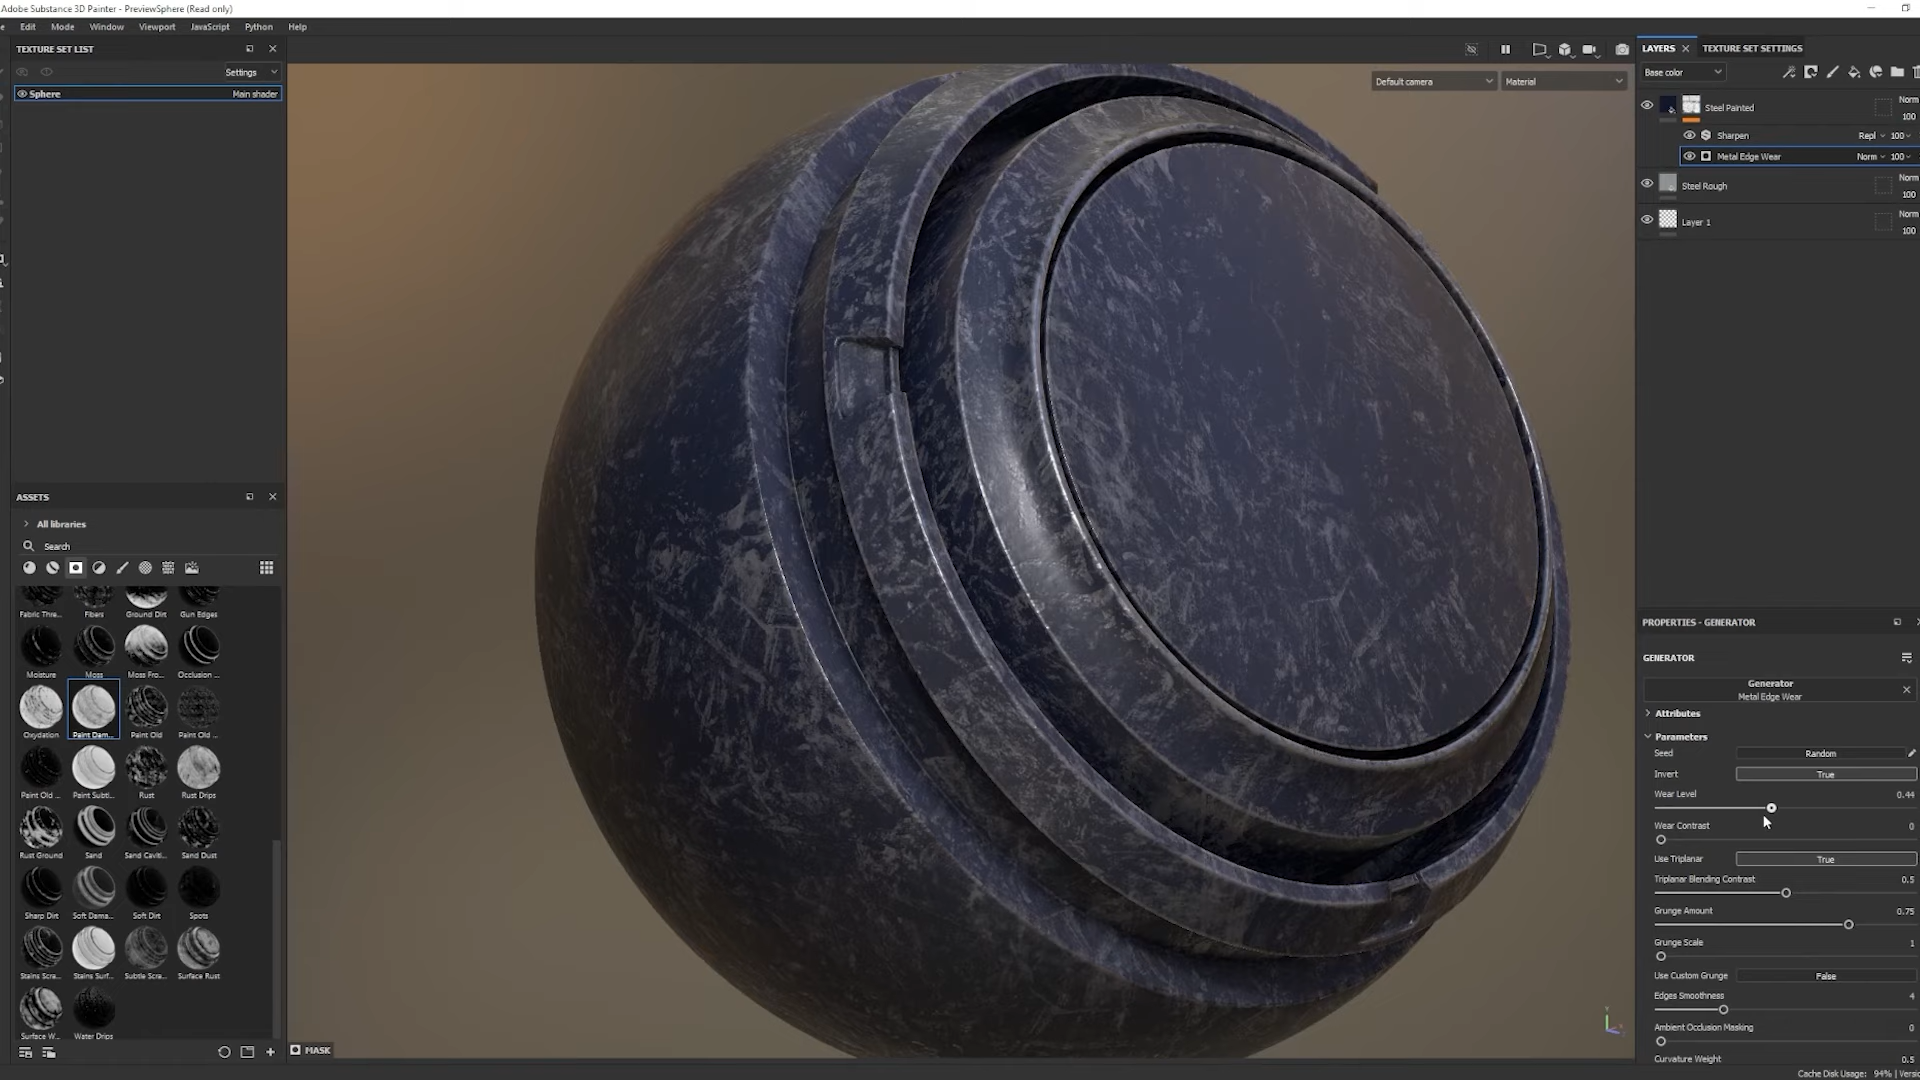 Adobe Substance 3D Painter - PreviewSphere (Read only)
Edit Mode Window Viewport JavaScript Python Help
TEXTURE SET LIST
Settings
Sphere Main shader
ASSETS
All libraries
Search
Fabric Thre... Fibers Ground Dirt Gun Edges
Moisture Moss Moss Fro... Occlusion ...
Oxydation Paint Dam... Paint Old Paint Old ...
Paint Old ... Paint Subtl... Rust Rust Drips
Rust Ground Sand Sand Caviti... Sand Dust
Sharp Dirt Soft Dama... Soft Dirt Spots
Stains Scra... Stains Surf... Subtle Scra... Surface Rust
Surface W... Water Drips
Default camera Material
MASK
LAYERS TEXTURE SET SETTINGS
Base color
Steel Painted Norm
100
Sharpen Repl 100
Metal Edge Wear Norm 100
Steel Rough Norm
100
Layer 1 Norm
100
PROPERTIES - GENERATOR
GENERATOR
Generator
Metal Edge Wear
Attributes
Parameters
Seed Random
Invert True
Wear Level 0.44
Wear Contrast 0
Use Triplanar True
Triplanar Blending Contrast 0.5
Grunge Amount 0.75
Grunge Scale 1
Use Custom Grunge False
Edges Smoothness 4
Ambient Occlusion Masking 0
Curvature Weight 0.5
Cache Disk Usage: 94% | Versio